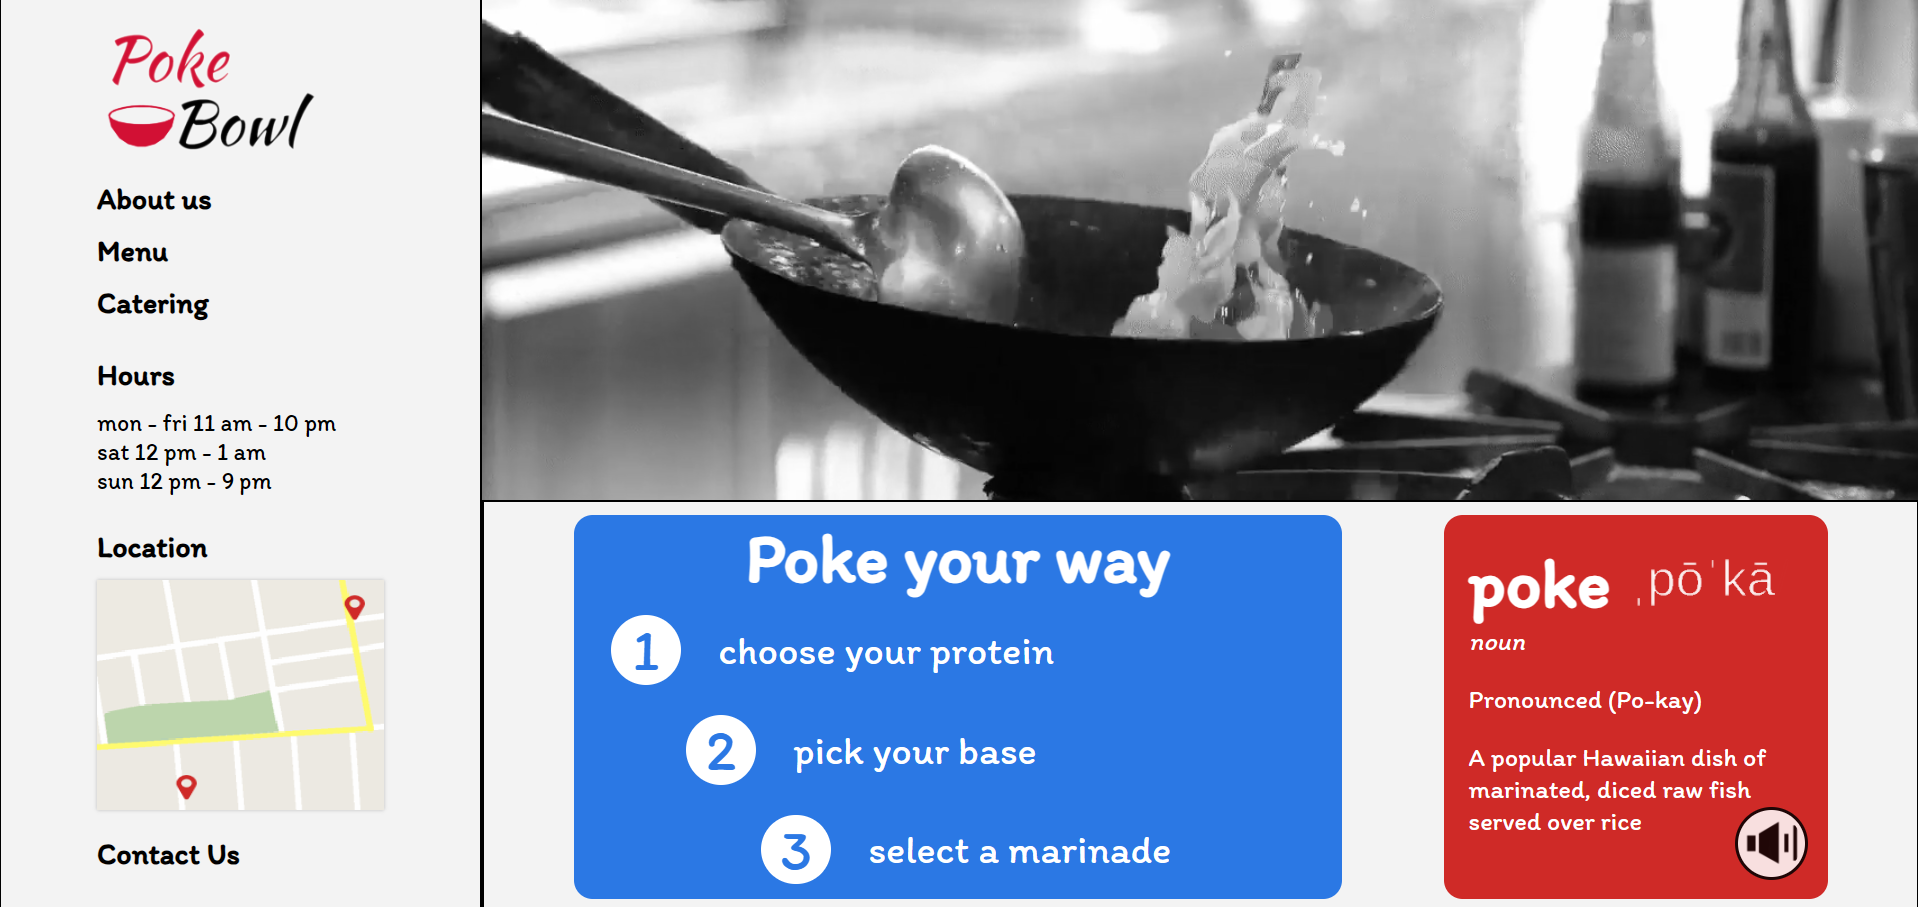 Poke
Bowl
About us
Menu
Catering
Hours
mon - fri 11 am - 10 pm
sat 12 pm - 1 am
sun 12 pm - 9 pm
Location
Contact Us
Poke your way
1 choose your protein
2 pick your base
3 select a marinade
poke ˌpōˈkā
noun
Pronounced (Po-kay)
A popular Hawaiian dish of
marinated, diced raw fish
served over rice